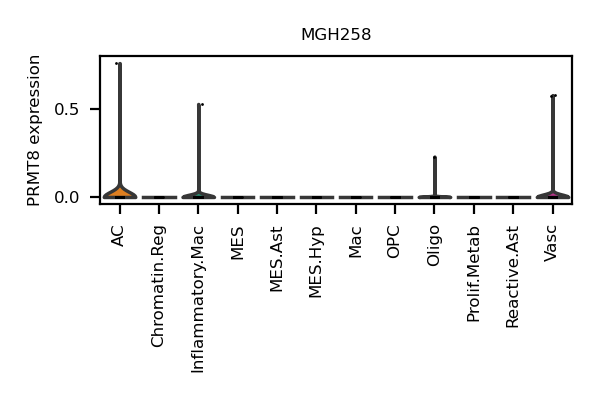 MGH258
PRMT8 expression
0.5
0.0
AC
Chromatin.Reg
Inflammatory.Mac
MES
MES.Ast
MES.Hyp
Mac
OPC
Oligo
Prolif.Metab
Reactive.Ast
Vasc